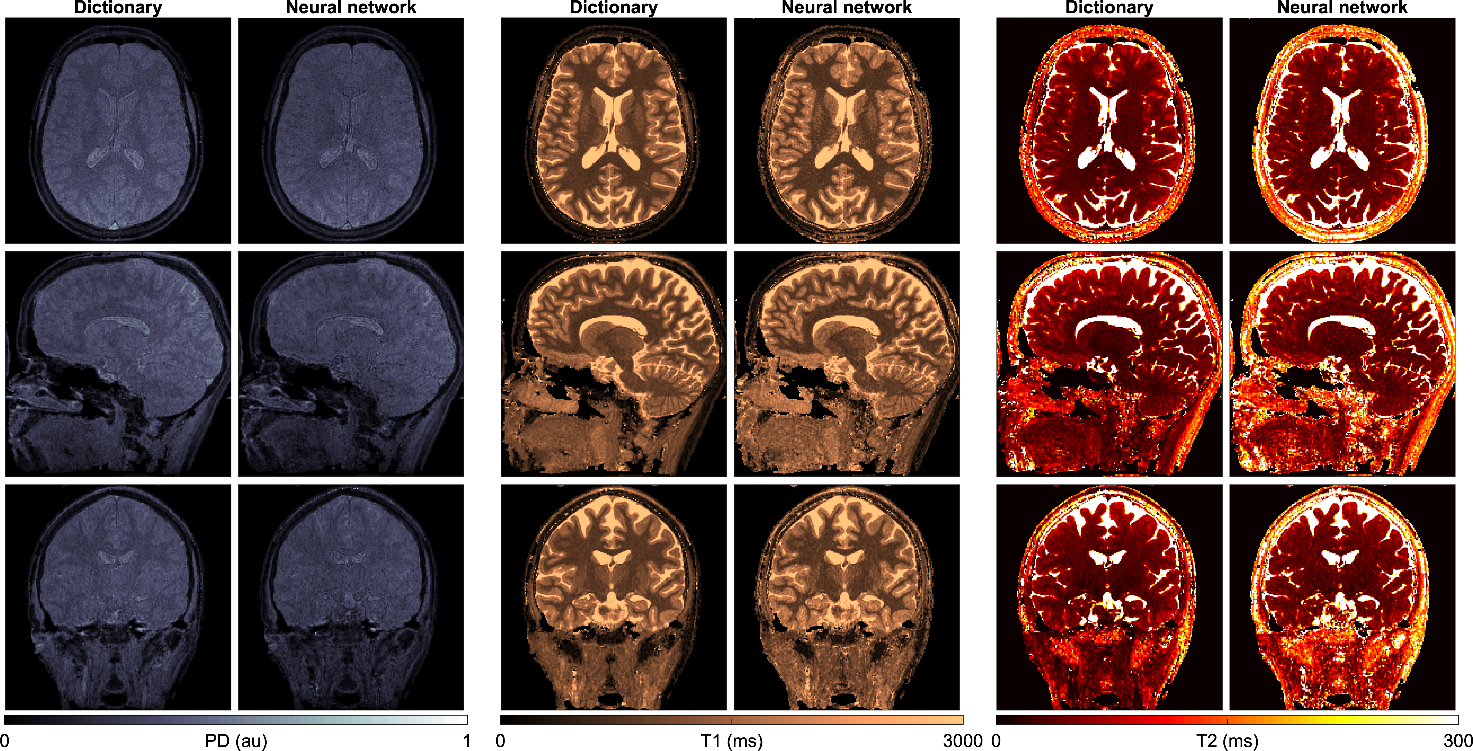 Dictionary Neural network Dictionary Neural network Dictionary Neural network
0 PD (au) 1 0 T1 (ms) 3000 0 T2 (ms) 300